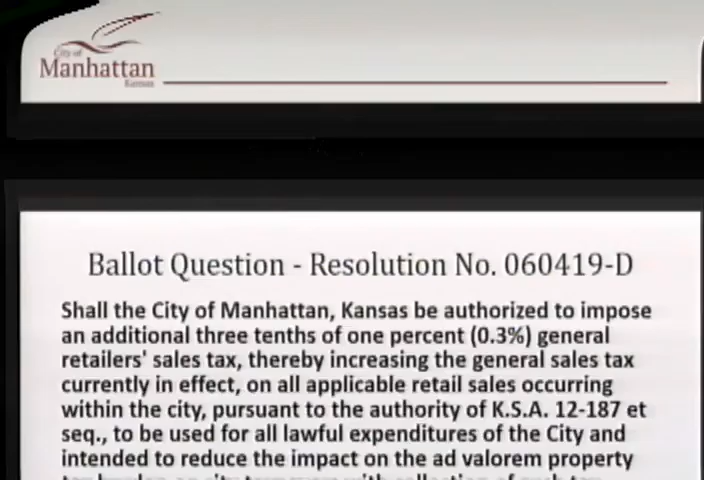 City of
Manhattan
Kansas
Ballot Question - Resolution No. 060419-D
Shall the City of Manhattan, Kansas be authorized to impose
an additional three tenths of one percent (0.3%) general
retailers' sales tax, thereby increasing the general sales tax
currently in effect, on all applicable retail sales occurring
within the city, pursuant to the authority of K.S.A. 12-187 et
seq., to be used for all lawful expenditures of the City and
intended to reduce the impact on the ad valorem property